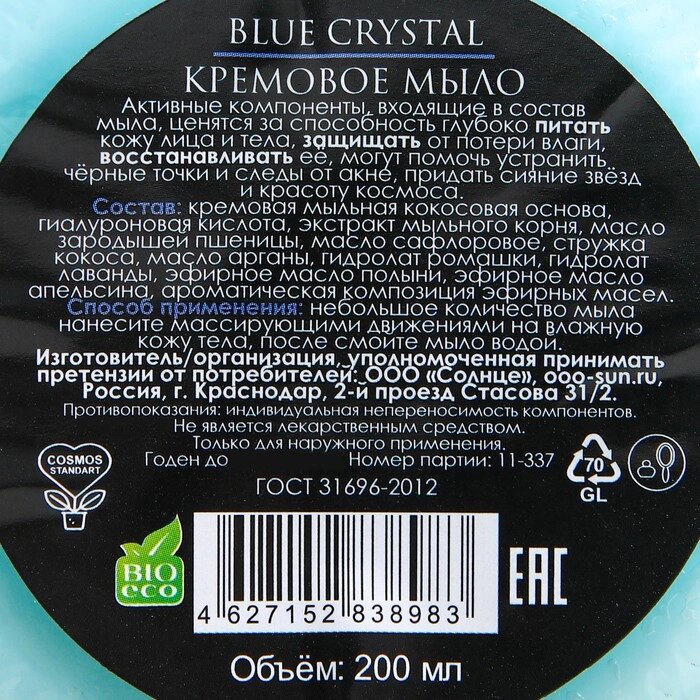 BLUE CRYSTAL
КРЕМОВОЕ МЫЛО
Активные компоненты, входящие в состав
мыла, ценятся за способность глубоко питать
кожу лица и тела, защищать от потери влаги,
восстанавливать её, могут помочь устранить
чёрные точки и следы от акне, придать сияние звёзд
и красоту космоса.
Состав: кремовая мыльная кокосовая основа,
гиалуроновая кислота, экстракт мыльного корня, масло
зародышей пшеницы, масло сафлоровое, стружка
кокоса, масло арганы, гидролат ромашки, гидролат
лаванды, эфирное масло полыни, эфирное масло
апельсина, ароматическая композиция эфирных масел.
Способ применения: небольшое количество мыла
нанесите массирующими движениями на влажную
кожу тела, после смойте мыло водой.
Изготовитель/организация, уполномоченная принимать
претензии от потребителей: ООО «Солнце», ooo-sun.ru,
Россия, г. Краснодар, 2-й проезд Стасова 31/2.
Противопоказания: индивидуальная непереносимость компонентов.
Не является лекарственным средством.
Только для наружного применения.
Годен до Номер партии: 11-337
ГОСТ 31696-2012
COSMOS
STANDART
70
GL
BIO
eco
4 627152 838983
EAC
Объём: 200 мл